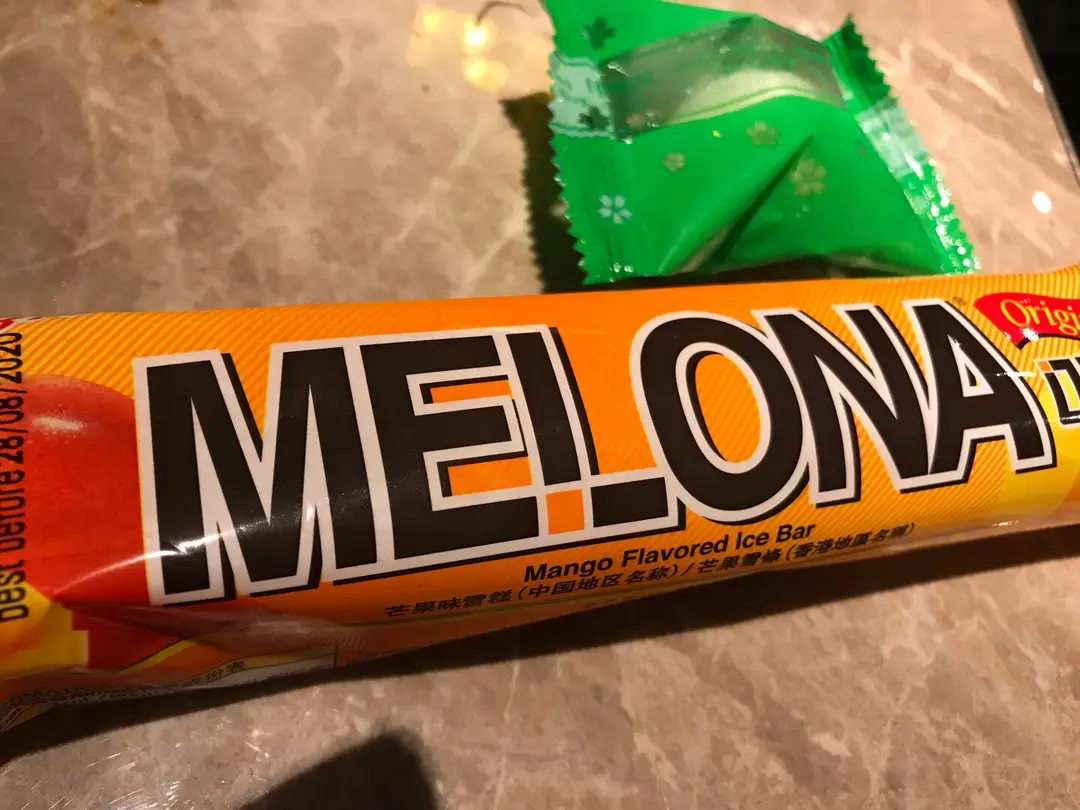 MELONA
®
Mango Flavored Ice Bar
芒果味雪糕(中国地区名称)/芒果雪條(香港地區名稱)
best before 28/08/2020